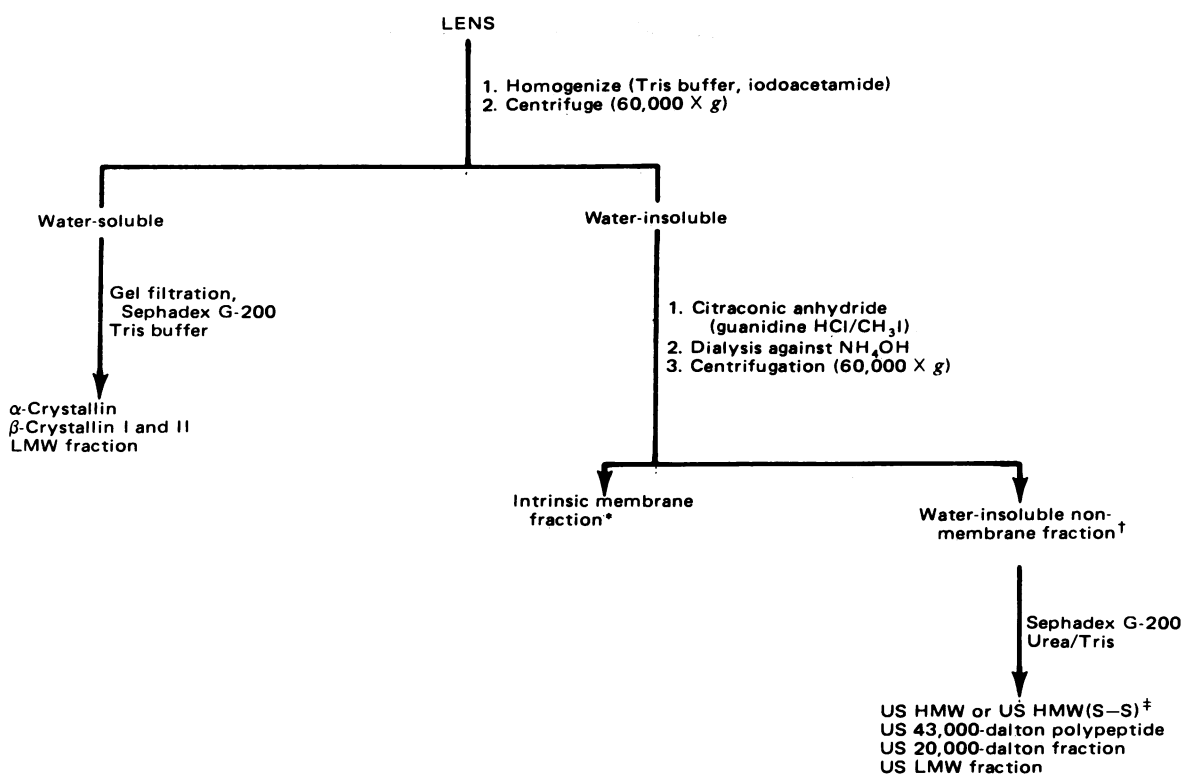 LENS
1. Homogenize (Tris buffer, iodoacetamide)
2. Centrifuge (60,000 X g)
Water-soluble
Water-insoluble
Gel filtration,
Sephadex G-200
Tris buffer
1. Citraconic anhydride
(guanidine HCl/CH₃I)
2. Dialysis against NH₄OH
3. Centrifugation (60,000 X g)
α-Crystallin
β-Crystallin I and II
LMW fraction
Intrinsic membrane
fraction*
Water-insoluble non-
membrane fraction†
Sephadex G-200
Urea/Tris
US HMW or US HMW(S–S)‡
US 43,000-dalton polypeptide
US 20,000-dalton fraction
US LMW fraction